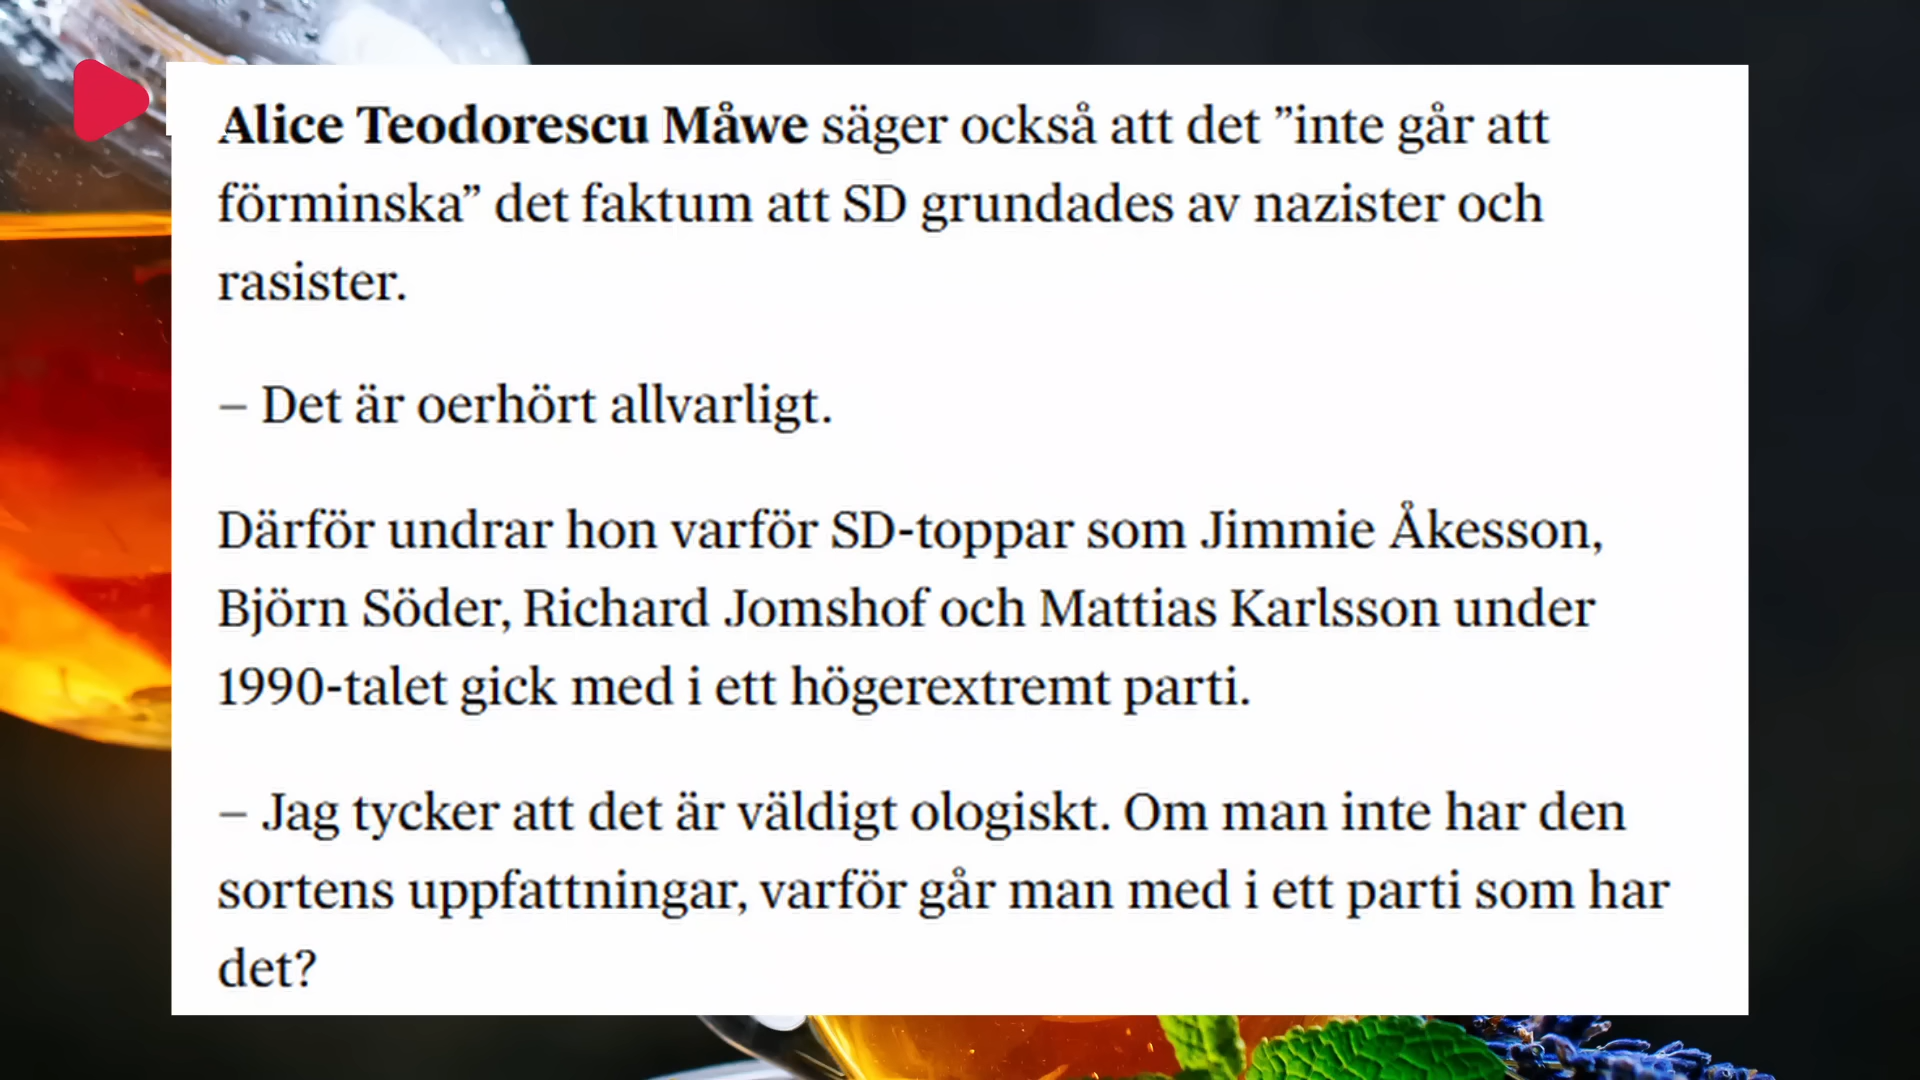 Alice Teodorescu Måwe säger också att det ”inte går att
förminska” det faktum att SD grundades av nazister och
rasister.
– Det är oerhört allvarligt.
Därför undrar hon varför SD-toppar som Jimmie Åkesson,
Björn Söder, Richard Jomshof och Mattias Karlsson under
1990-talet gick med i ett högerextremt parti.
– Jag tycker att det är väldigt ologiskt. Om man inte har den
sortens uppfattningar, varför går man med i ett parti som har
det?